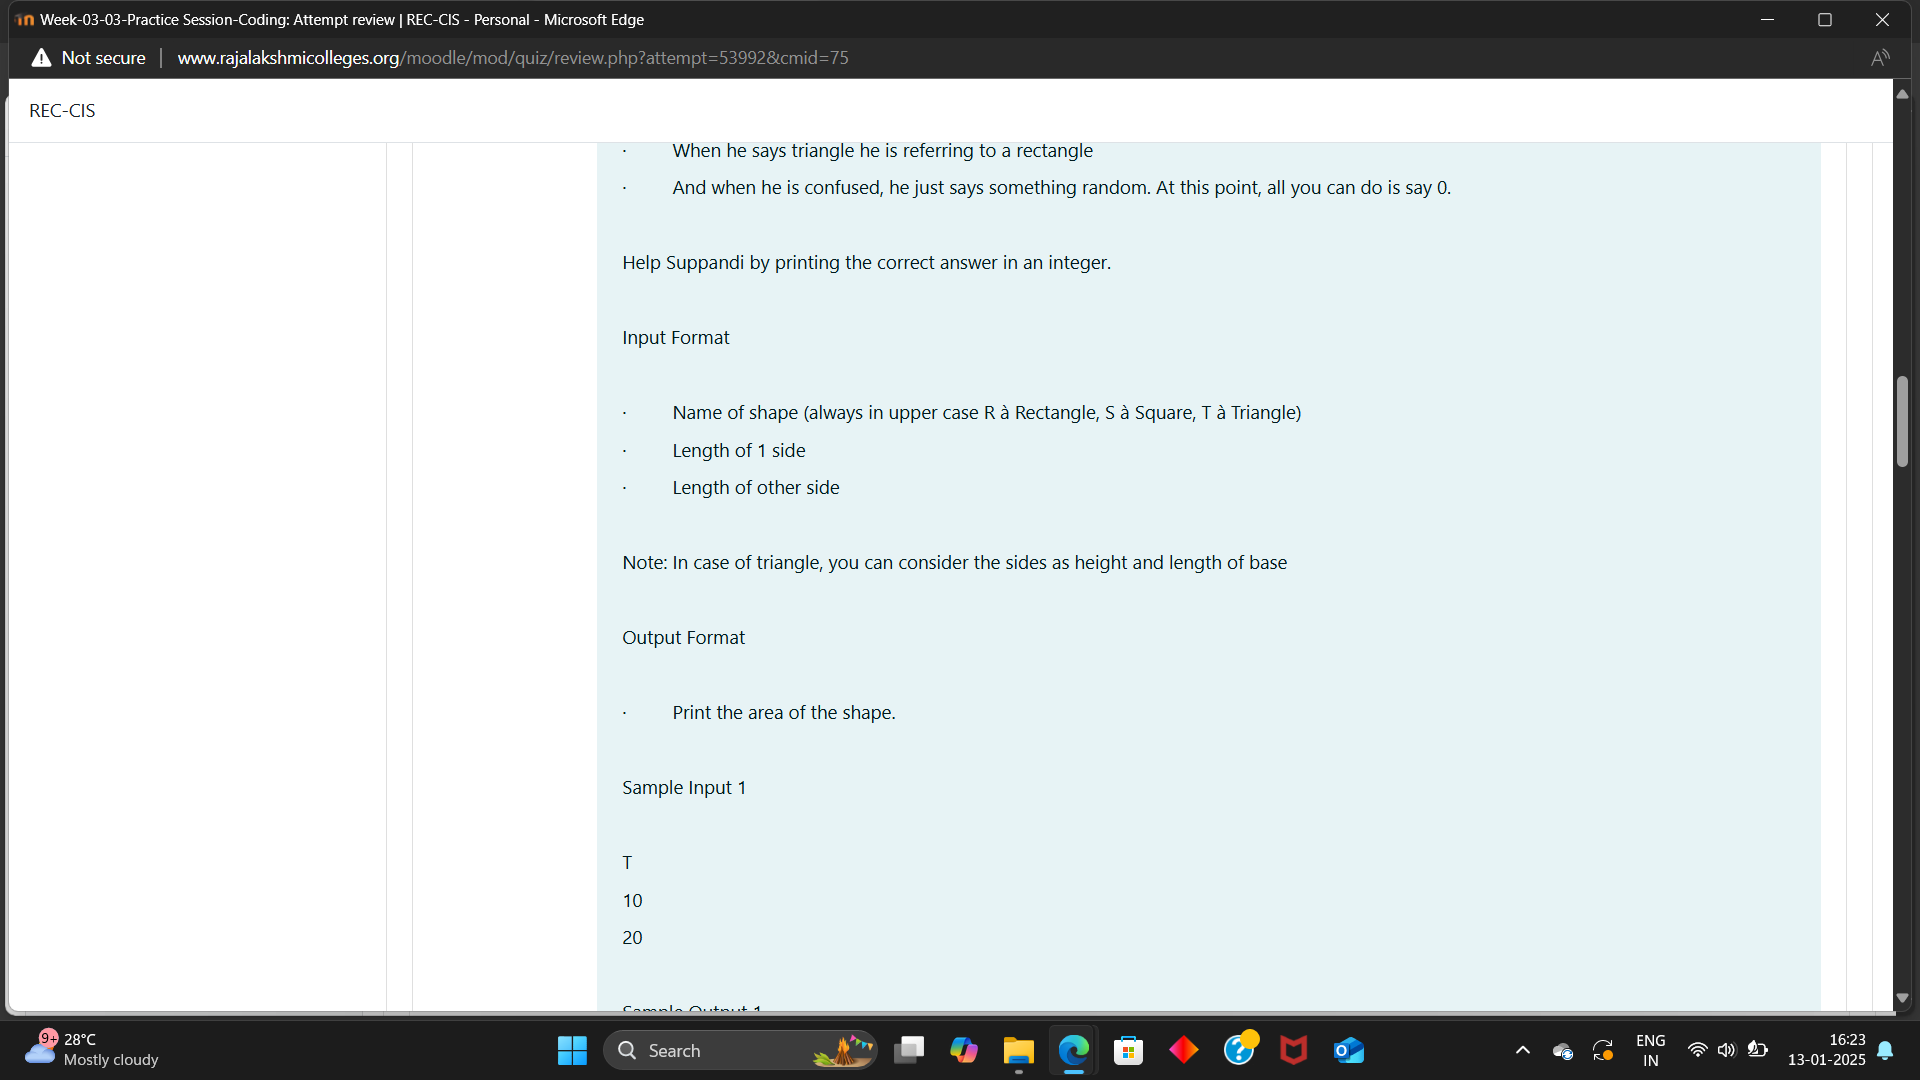 Week-03-03-Practice Session-Coding: Attempt review | REC-CIS - Personal - Microsoft Edge
Not secure | www.rajalakshmicolleges.org/moodle/mod/quiz/review.php?attempt=53992&cmid=75
REC-CIS
· When he says triangle he is referring to a rectangle
· And when he is confused, he just says something random. At this point, all you can do is say 0.
Help Suppandi by printing the correct answer in an integer.
Input Format
· Name of shape (always in upper case R à Rectangle, S à Square, T à Triangle)
· Length of 1 side
· Length of other side
Note: In case of triangle, you can consider the sides as height and length of base
Output Format
· Print the area of the shape.
Sample Input 1
T
10
20
Sample Output 1
9+
28°C
Mostly cloudy
Search
ENG
IN
16:23
13-01-2025